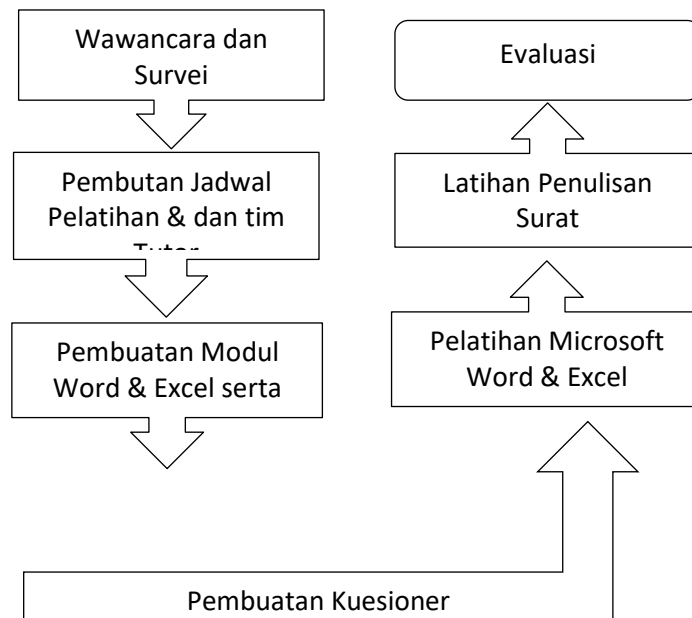 Wawancara dan
Survei
Pembutan Jadwal
Pelatihan & dan tim
Pembuatan Modul
Word & Excel serta
Pembuatan Kuesioner
Pelatihan Microsoft
Word & Excel
Latihan Penulisan
Surat
Evaluasi